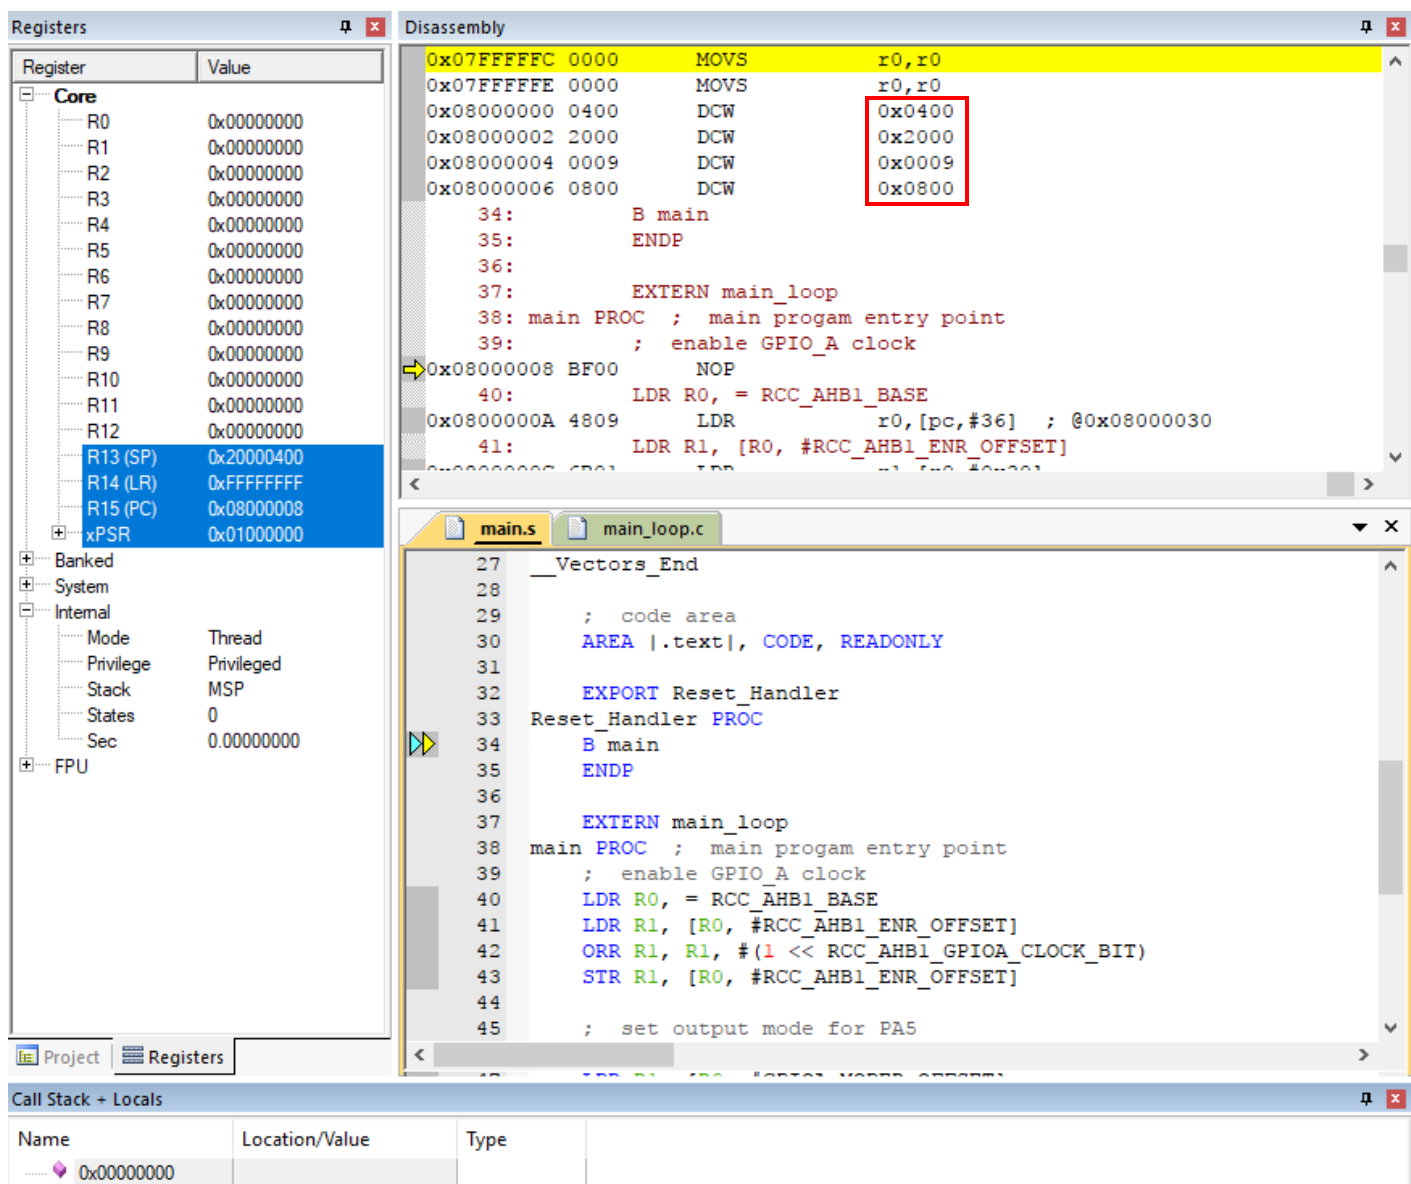 Registers
Register Value
Core
R0 0x00000000
R1 0x00000000
R2 0x00000000
R3 0x00000000
R4 0x00000000
R5 0x00000000
R6 0x00000000
R7 0x00000000
R8 0x00000000
R9 0x00000000
R10 0x00000000
R11 0x00000000
R12 0x00000000
R13 (SP) 0x20000400
R14 (LR) 0xFFFFFFFF
R15 (PC) 0x08000008
xPSR 0x01000000
Banked
System
Internal
Mode Thread
Privilege Privileged
Stack MSP
States 0
Sec 0.00000000
FPU
Project Registers
Disassembly
0x07FFFFFC 0000 MOVS r0,r0
0x07FFFFFE 0000 MOVS r0,r0
0x08000000 0400 DCW 0x0400
0x08000002 2000 DCW 0x2000
0x08000004 0009 DCW 0x0009
0x08000006 0800 DCW 0x0800
34: B main
35: ENDP
36:
37: EXTERN main_loop
38: main PROC ; main progam entry point
39: ; enable GPIO_A clock
0x08000008 BF00 NOP
40: LDR R0, = RCC_AHB1_BASE
0x0800000A 4809 LDR r0,[pc,#36] ; @0x08000030
41: LDR R1, [R0, #RCC_AHB1_ENR_OFFSET]
main.s main_loop.c
27 __Vectors_End
28
29 ; code area
30 AREA |.text|, CODE, READONLY
31
32 EXPORT Reset_Handler
33 Reset_Handler PROC
34 B main
35 ENDP
36
37 EXTERN main_loop
38 main PROC ; main progam entry point
39 ; enable GPIO_A clock
40 LDR R0, = RCC_AHB1_BASE
41 LDR R1, [R0, #RCC_AHB1_ENR_OFFSET]
42 ORR R1, R1, #(1 << RCC_AHB1_GPIOA_CLOCK_BIT)
43 STR R1, [R0, #RCC_AHB1_ENR_OFFSET]
44
45 ; set output mode for PA5
Call Stack + Locals
Name Location/Value Type
0x00000000